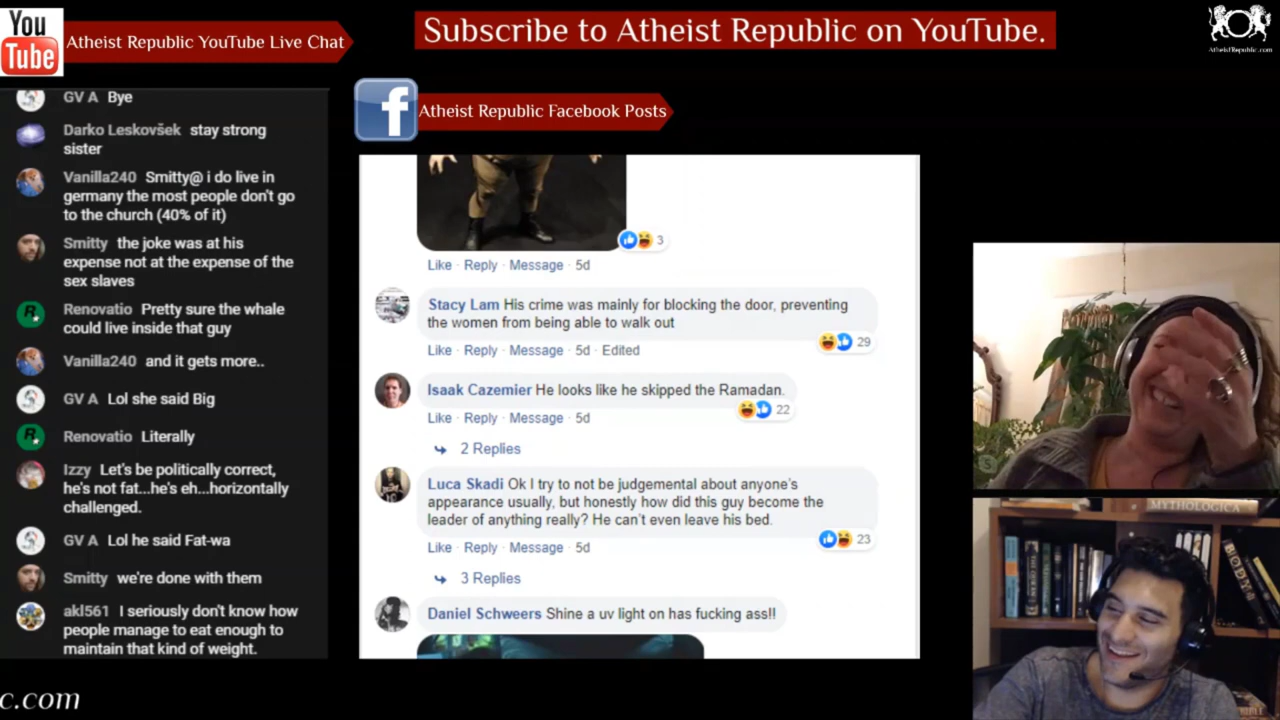 You
Tube
Atheist Republic YouTube Live Chat
Subscribe to Atheist Republic on YouTube.
AtheistRepublic.com
GV A Bye
Darko Leskovšek stay strong
sister
Vanilla240 Smitty@ i do live in
germany the most people don't go
to the church (40% of it)
Smitty the joke was at his
expense not at the expense of the
sex slaves
Renovatio Pretty sure the whale
could live inside that guy
Vanilla240 and it gets more..
GV A Lol she said Big
Renovatio Literally
Izzy Let's be politically correct,
he's not fat...he's eh...horizontally
challenged.
GV A Lol he said Fat-wa
Smitty we're done with them
akl561 I seriously don't know how
people manage to eat enough to
maintain that kind of weight.
c.com
f
Atheist Republic Facebook Posts
3
Like · Reply · Message · 5d
Stacy Lam His crime was mainly for blocking the door, preventing
the women from being able to walk out
29
Like · Reply · Message · 5d · Edited
Isaak Cazemier He looks like he skipped the Ramadan.
22
Like · Reply · Message · 5d
2 Replies
Luca Skadi Ok I try to not be judgemental about anyone's
appearance usually, but honestly how did this guy become the
leader of anything really? He can't even leave his bed.
23
Like · Reply · Message · 5d
3 Replies
Daniel Schweers Shine a uv light on has fucking ass!!
MYTHOLOGICA